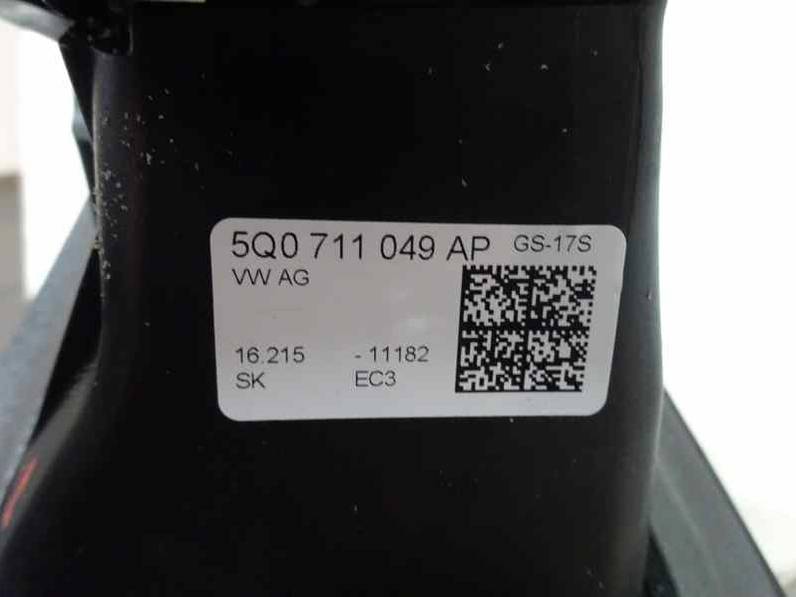 5Q0 711 049 AP GS-17S
VW AG
16.215 - 11182
SK EC3